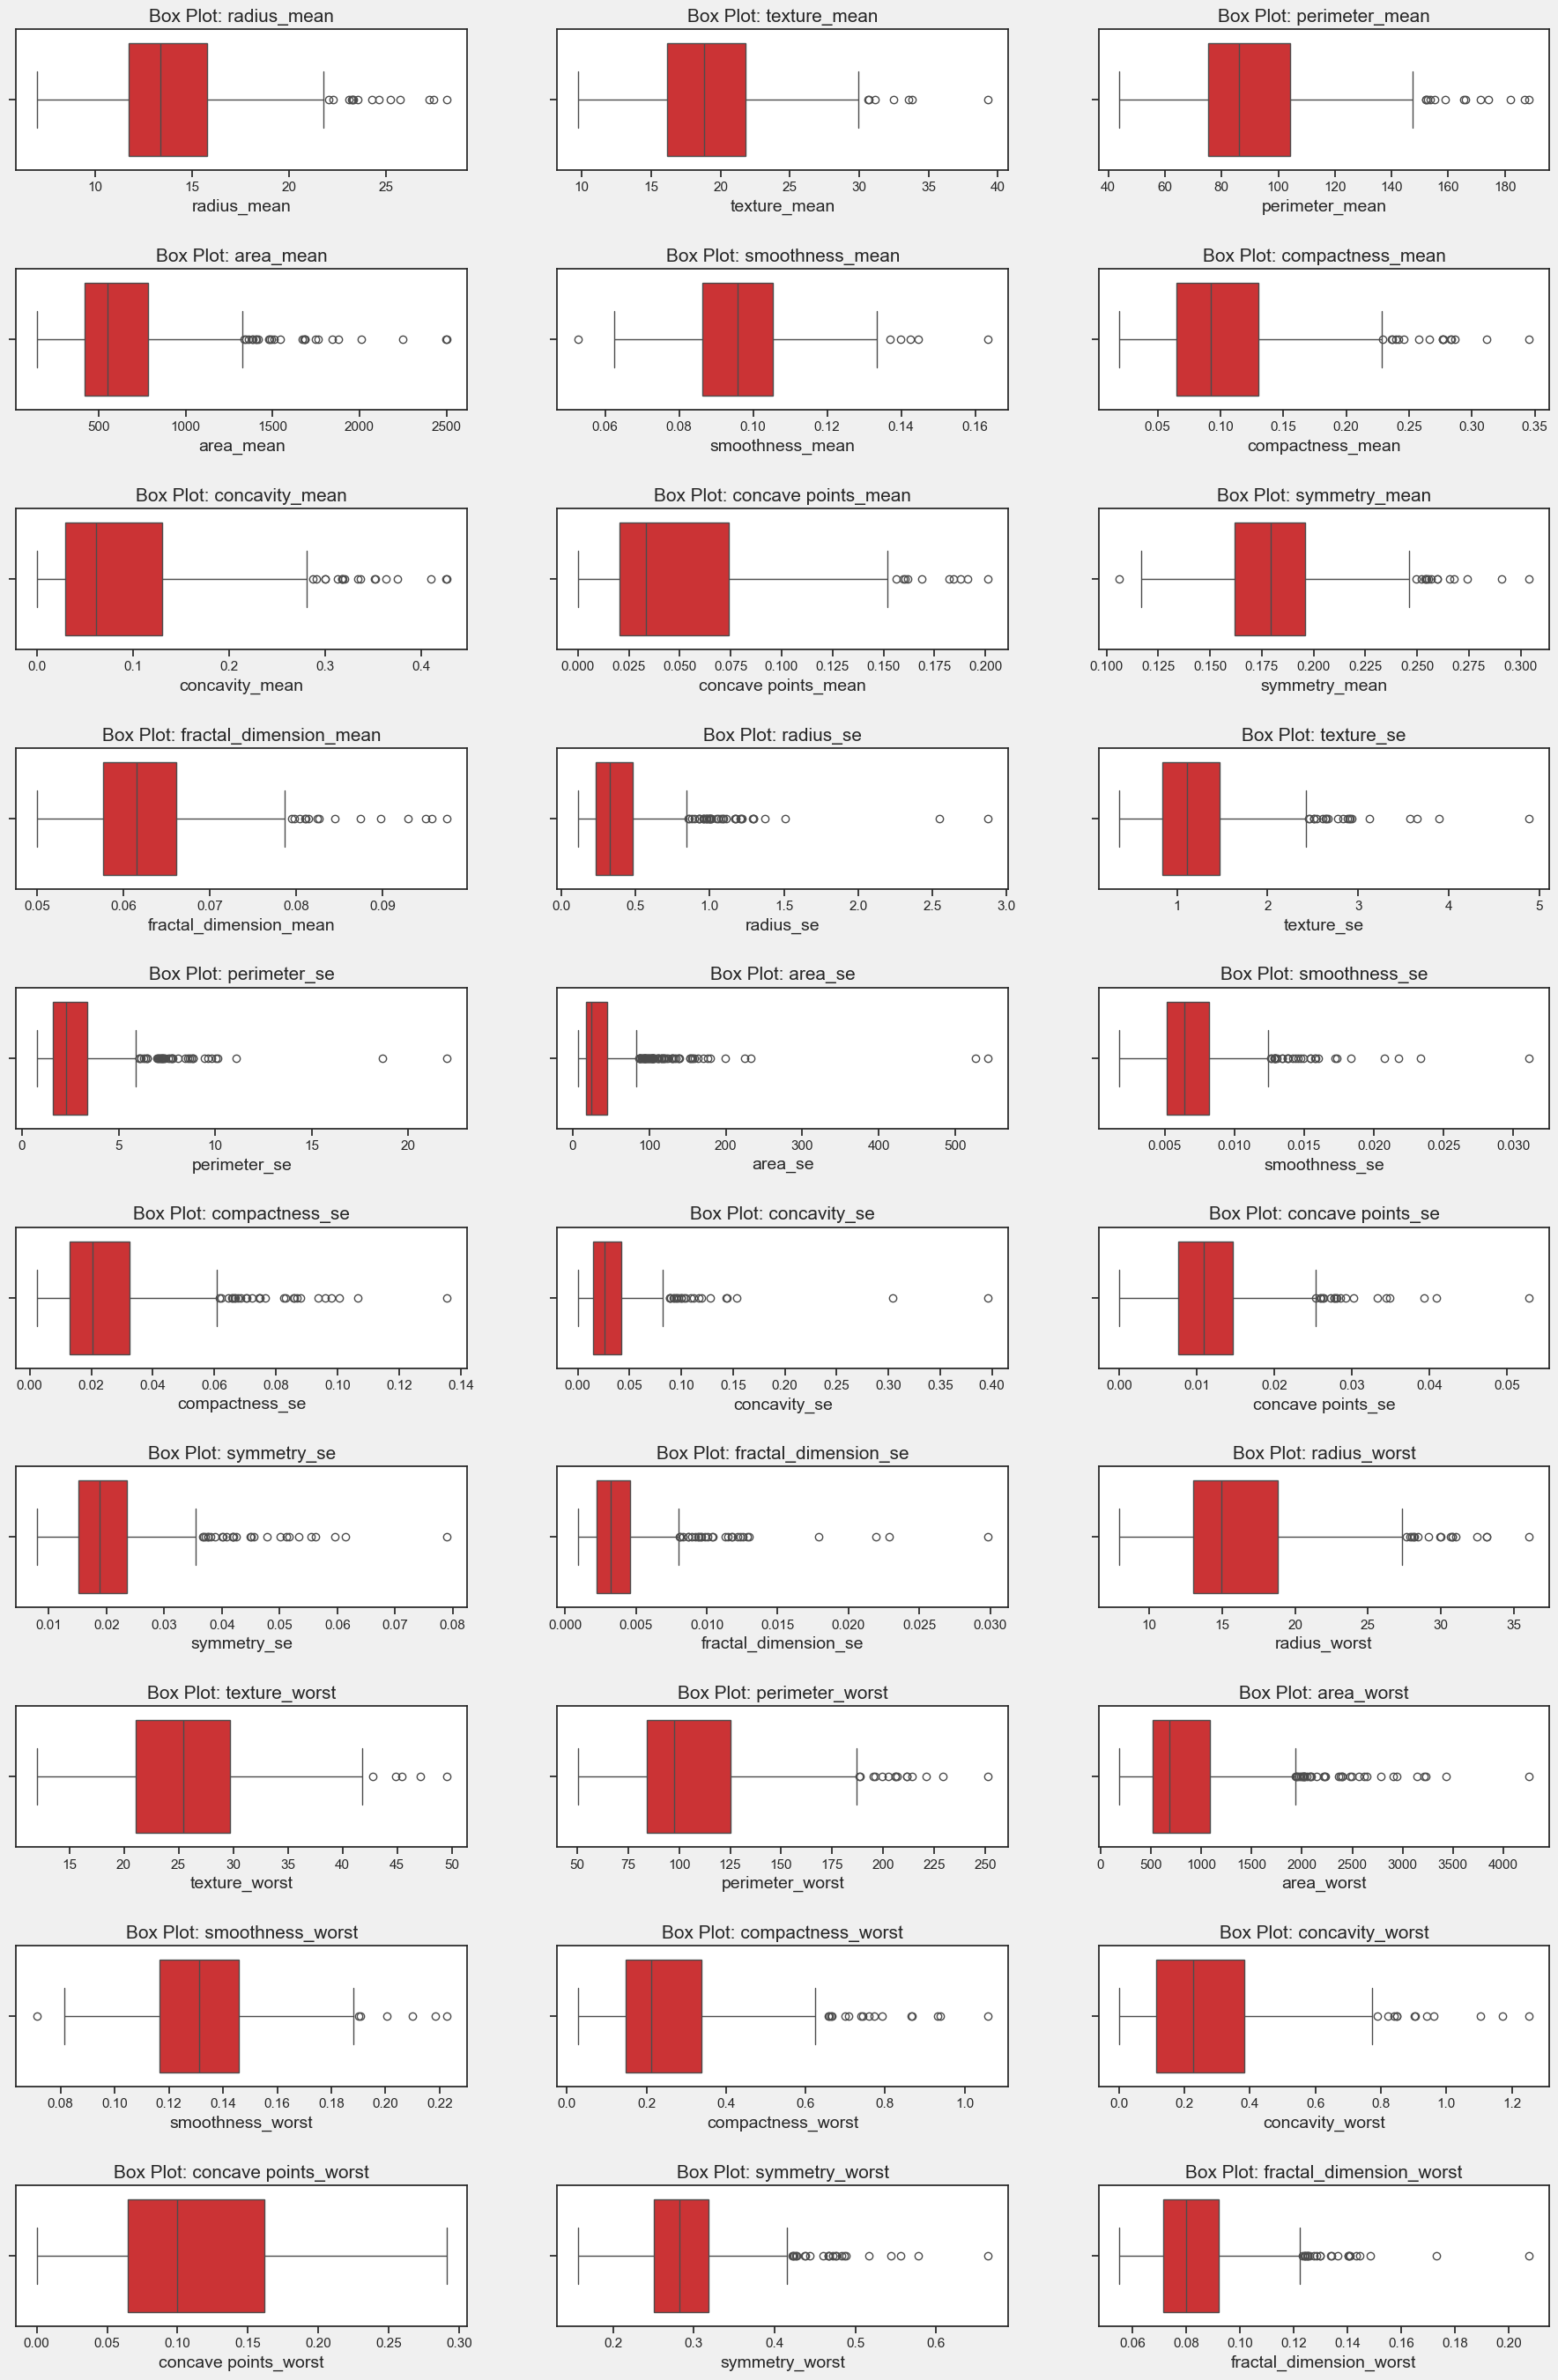 Box Plot: radius_mean Box Plot: texture_mean Box Plot: perimeter_mean
10 15 20 25 10 15 20 25 30 35 40 40 60 80 100 120 140 160 180
radius_mean texture_mean perimeter_mean
Box Plot: area_mean Box Plot: smoothness_mean Box Plot: compactness_mean
500 1000 1500 2000 2500 0.06 0.08 0.10 0.12 0.14 0.16 0.05 0.10 0.15 0.20 0.25 0.30 0.35
area_mean smoothness_mean compactness_mean
Box Plot: concavity_mean Box Plot: concave points_mean Box Plot: symmetry_mean
0.0 0.1 0.2 0.3 0.4 0.000 0.025 0.050 0.075 0.100 0.125 0.150 0.175 0.200 0.100 0.125 0.150 0.175 0.200 0.225 0.250 0.275 0.300
concavity_mean concave points_mean symmetry_mean
Box Plot: fractal_dimension_mean Box Plot: radius_se Box Plot: texture_se
0.05 0.06 0.07 0.08 0.09 0.0 0.5 1.0 1.5 2.0 2.5 3.0 1 2 3 4 5
fractal_dimension_mean radius_se texture_se
Box Plot: perimeter_se Box Plot: area_se Box Plot: smoothness_se
0 5 10 15 20 0 100 200 300 400 500 0.005 0.010 0.015 0.020 0.025 0.030
perimeter_se area_se smoothness_se
Box Plot: compactness_se Box Plot: concavity_se Box Plot: concave points_se
0.00 0.02 0.04 0.06 0.08 0.10 0.12 0.14 0.00 0.05 0.10 0.15 0.20 0.25 0.30 0.35 0.40 0.00 0.01 0.02 0.03 0.04 0.05
compactness_se concavity_se concave points_se
Box Plot: symmetry_se Box Plot: fractal_dimension_se Box Plot: radius_worst
0.01 0.02 0.03 0.04 0.05 0.06 0.07 0.08 0.000 0.005 0.010 0.015 0.020 0.025 0.030 10 15 20 25 30 35
symmetry_se fractal_dimension_se radius_worst
Box Plot: texture_worst Box Plot: perimeter_worst Box Plot: area_worst
15 20 25 30 35 40 45 50 50 75 100 125 150 175 200 225 250 0 500 1000 1500 2000 2500 3000 3500 4000
texture_worst perimeter_worst area_worst
Box Plot: smoothness_worst Box Plot: compactness_worst Box Plot: concavity_worst
0.08 0.10 0.12 0.14 0.16 0.18 0.20 0.22 0.0 0.2 0.4 0.6 0.8 1.0 0.0 0.2 0.4 0.6 0.8 1.0 1.2
smoothness_worst compactness_worst concavity_worst
Box Plot: concave points_worst Box Plot: symmetry_worst Box Plot: fractal_dimension_worst
0.00 0.05 0.10 0.15 0.20 0.25 0.30 0.2 0.3 0.4 0.5 0.6 0.06 0.08 0.10 0.12 0.14 0.16 0.18 0.20
concave points_worst symmetry_worst fractal_dimension_worst